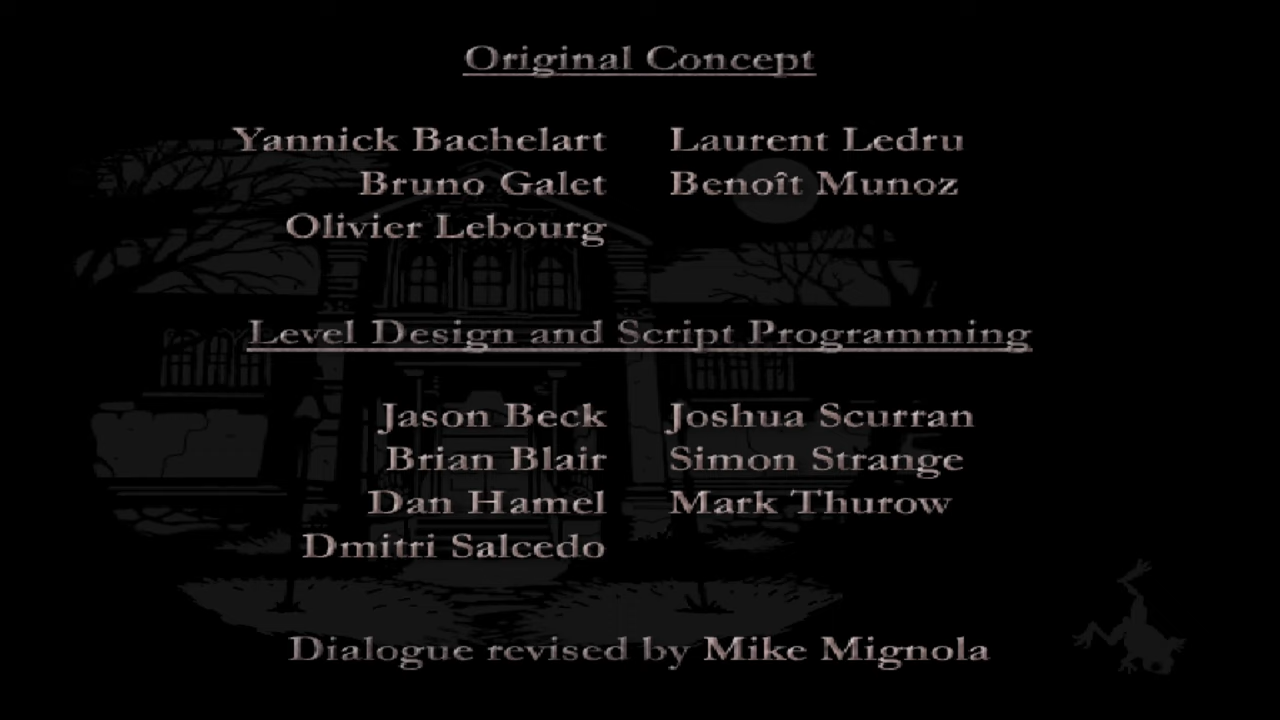 Original Concept
Yannick Bachelart Laurent Ledru
Bruno Galet Benoît Munoz
Olivier Lebourg
Level Design and Script Programming
Jason Beck Joshua Scurran
Brian Blair Simon Strange
Dan Hamel Mark Thurow
Dmitri Salcedo
Dialogue revised by Mike Mignola